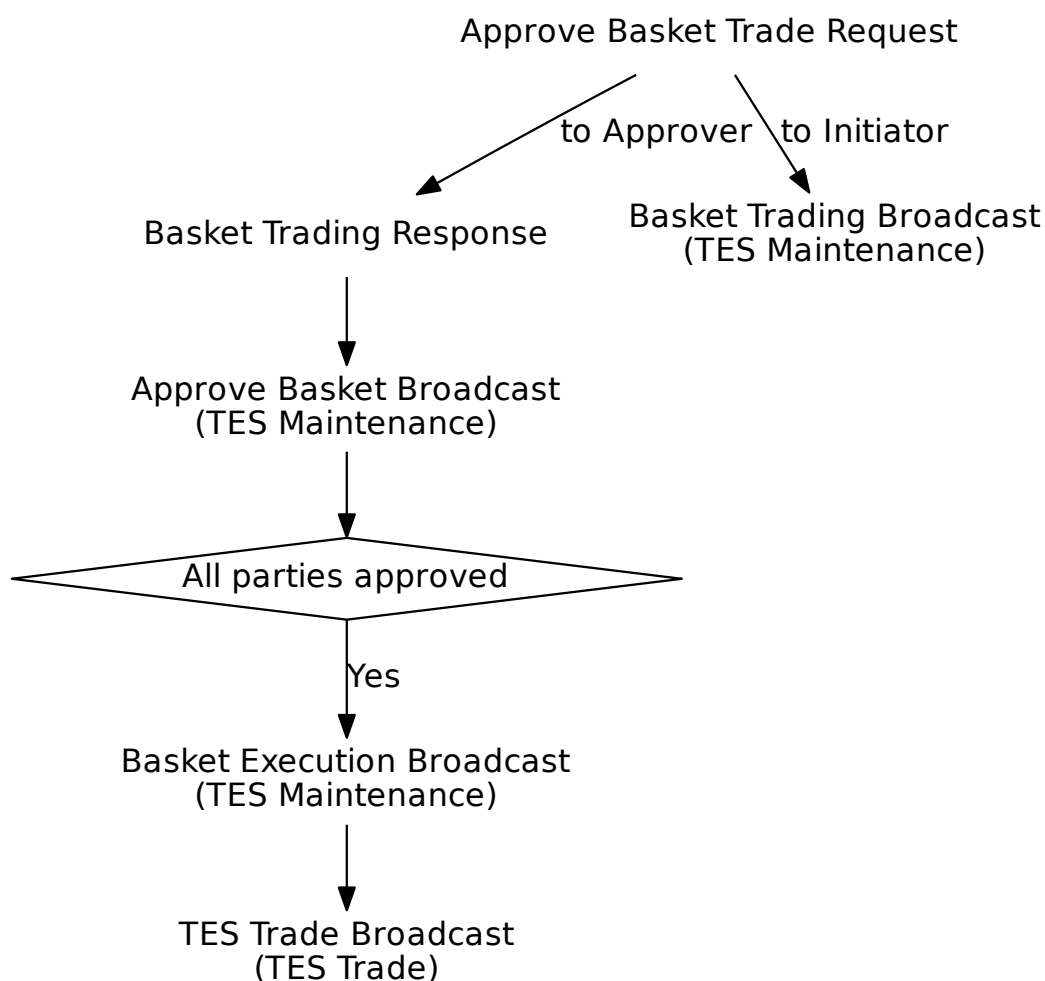 Approve Basket Trade Request
to Approver
to Initiator
Basket Trading Response
Basket Trading Broadcast
(TES Maintenance)
Approve Basket Broadcast
(TES Maintenance)
All parties approved
Yes
Basket Execution Broadcast
(TES Maintenance)
TES Trade Broadcast
(TES Trade)